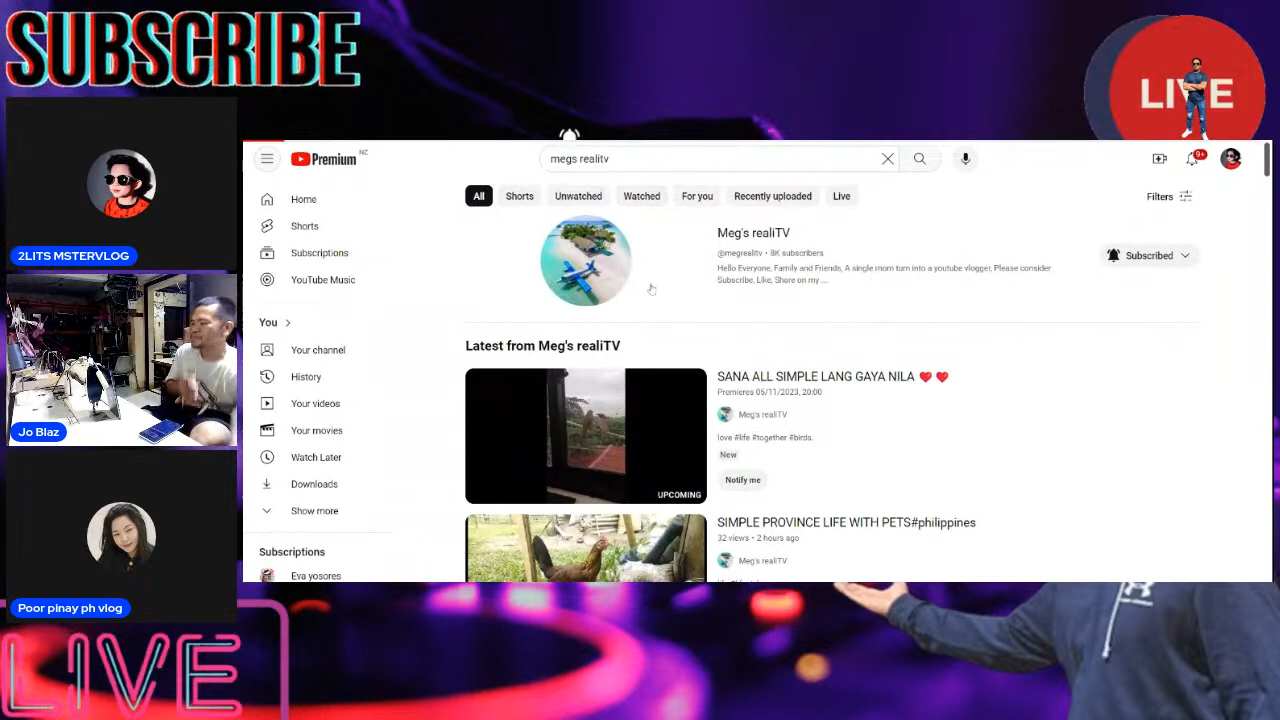 SUBSCRIBE
LIVE
2LITS MSTERVLOG
Jo Blaz
Poor pinay ph vlog
LIVE
Premium NZ
megs realitv
9+
Home
Shorts
Subscriptions
YouTube Music
You
Your channel
History
Your videos
Your movies
Watch Later
Downloads
Show more
Subscriptions
Eva yosores
All
Shorts
Unwatched
Watched
For you
Recently uploaded
Live
Filters
Meg's realiTV
@megrealitv • 8K subscribers
Hello Everyone, Family and Friends, A single mom turn into a youtube vlogger, Please consider
Subscribe, Like, Share on my ...
Subscribed
Latest from Meg's realiTV
UPCOMING
SANA ALL SIMPLE LANG GAYA NILA ❤️ ❤️
Premieres 05/11/2023, 20:00
Meg's realiTV
love #life #together #birds.
New
Notify me
SIMPLE PROVINCE LIFE WITH PETS#philippines
32 views • 2 hours ago
Meg's realiTV